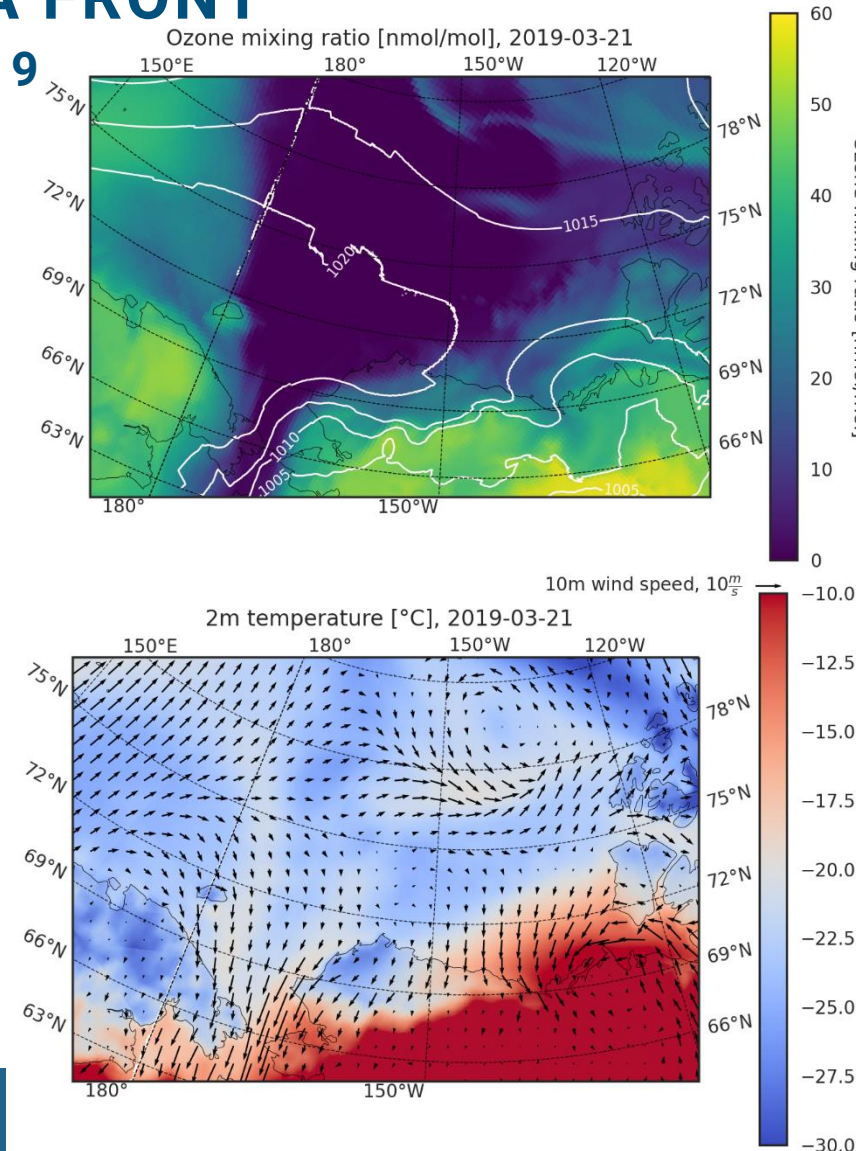 A FRONT
9
Ozone mixing ratio [nmol/mol], 2019-03-21
150°E 180° 150°W 120°W
75°N
72°N
69°N
66°N
63°N
78°N
75°N
72°N
69°N
66°N
1015
1020
1010
1005
1005
180° 150°W
60
50
40
30
20
10
0
10m wind speed, 10 m/s
2m temperature [°C], 2019-03-21
150°E 180° 150°W 120°W
75°N
72°N
69°N
66°N
63°N
78°N
75°N
72°N
69°N
66°N
180° 150°W
−10.0
−12.5
−15.0
−17.5
−20.0
−22.5
−25.0
−27.5
−30.0